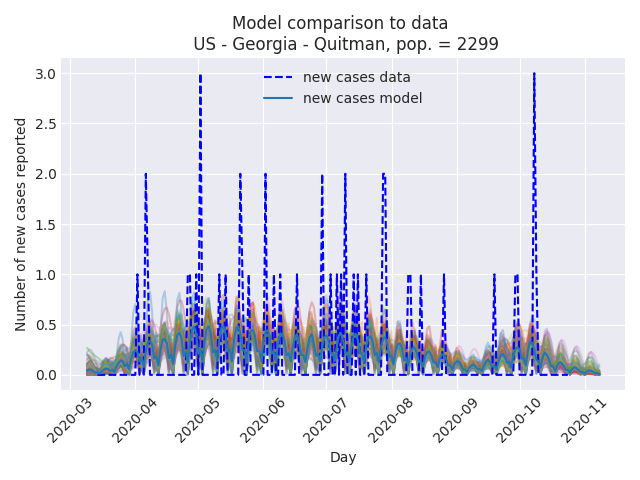 Model comparison to data
US - Georgia - Quitman, pop. = 2299
new cases data
new cases model
Number of new cases reported
3.0
2.5
2.0
1.5
1.0
0.5
0.0
2020-03
2020-04
2020-05
2020-06
2020-07
2020-08
2020-09
2020-10
2020-11
Day